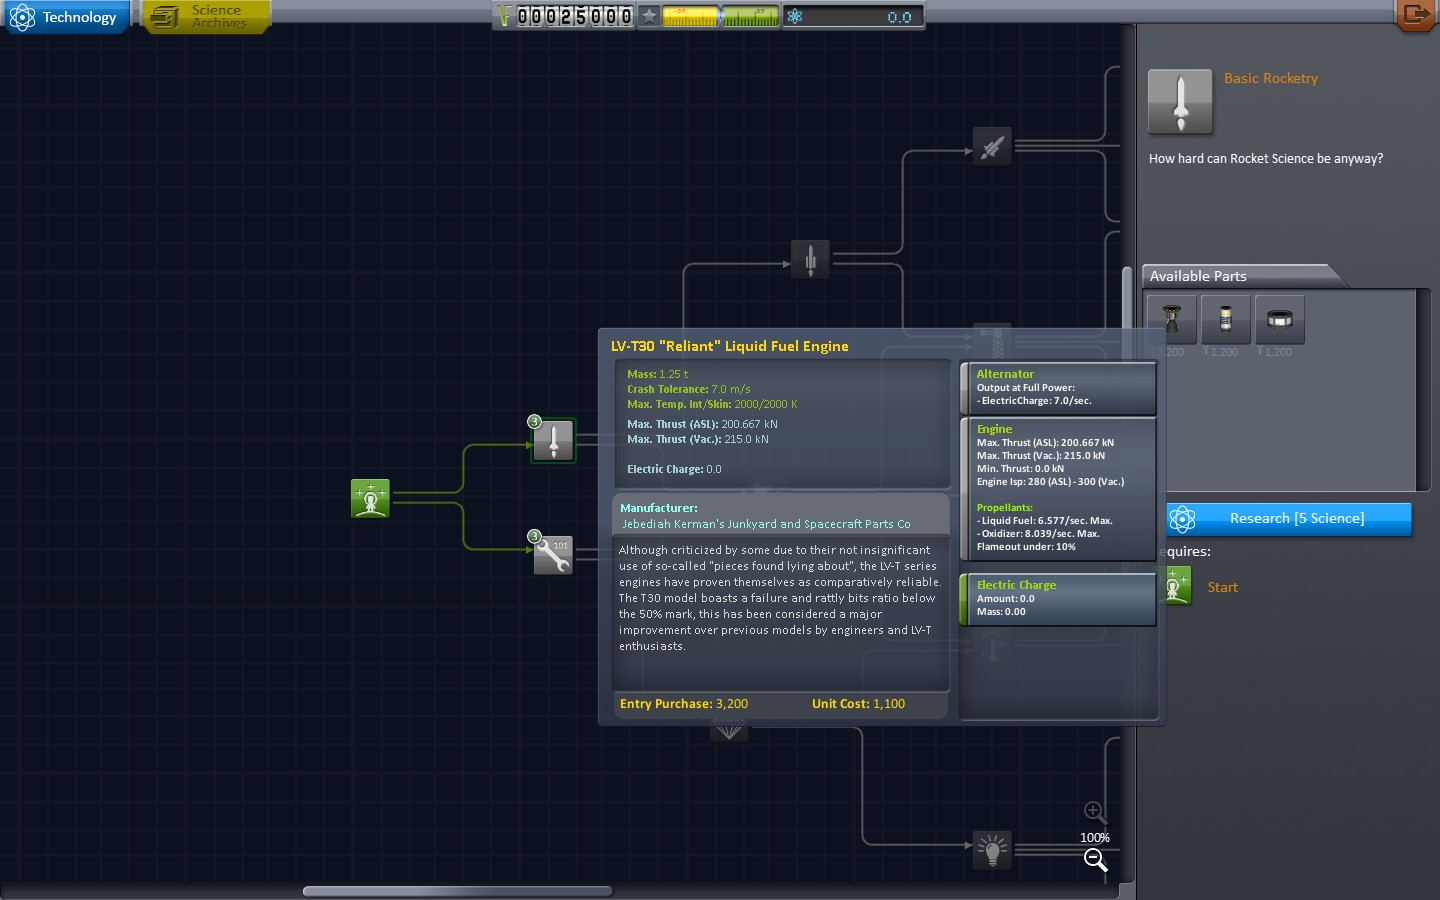 Technology
Science
Archives
00025000
0.0
Basic Rocketry
How hard can Rocket Science be anyway?
Available Parts
,200
1,200
1,200
LV-T30 "Reliant" Liquid Fuel Engine
Mass: 1.25 t
Crash Tolerance: 7.0 m/s
Max. Temp. Int/Skin: 2000/2000 K
Max. Thrust (ASL): 200.667 kN
Max. Thrust (Vac.): 215.0 kN
Electric Charge: 0.0
Manufacturer:
Jebediah Kerman's Junkyard and Spacecraft Parts Co
Although criticized by some due to their not insignificant
use of so-called "pieces found lying about", the LV-T series
engines have proven themselves as comparatively reliable.
The T30 model boasts a failure and rattly bits ratio below
the 50% mark, this has been considered a major
improvement over previous models by engineers and LV-T
enthusiasts.
Entry Purchase: 3,200
Unit Cost: 1,100
Alternator
Output at Full Power:
- ElectricCharge: 7.0/sec.
Engine
Max. Thrust (ASL): 200.667 kN
Max. Thrust (Vac.): 215.0 kN
Min. Thrust: 0.0 kN
Engine Isp: 280 (ASL) - 300 (Vac.)
Propellants:
- Liquid Fuel: 6.577/sec. Max.
- Oxidizer: 8.039/sec. Max.
Flameout under: 10%
Electric Charge
Amount: 0.0
Mass: 0.00
Research [5 Science]
equires:
Start
3
3
101
100%